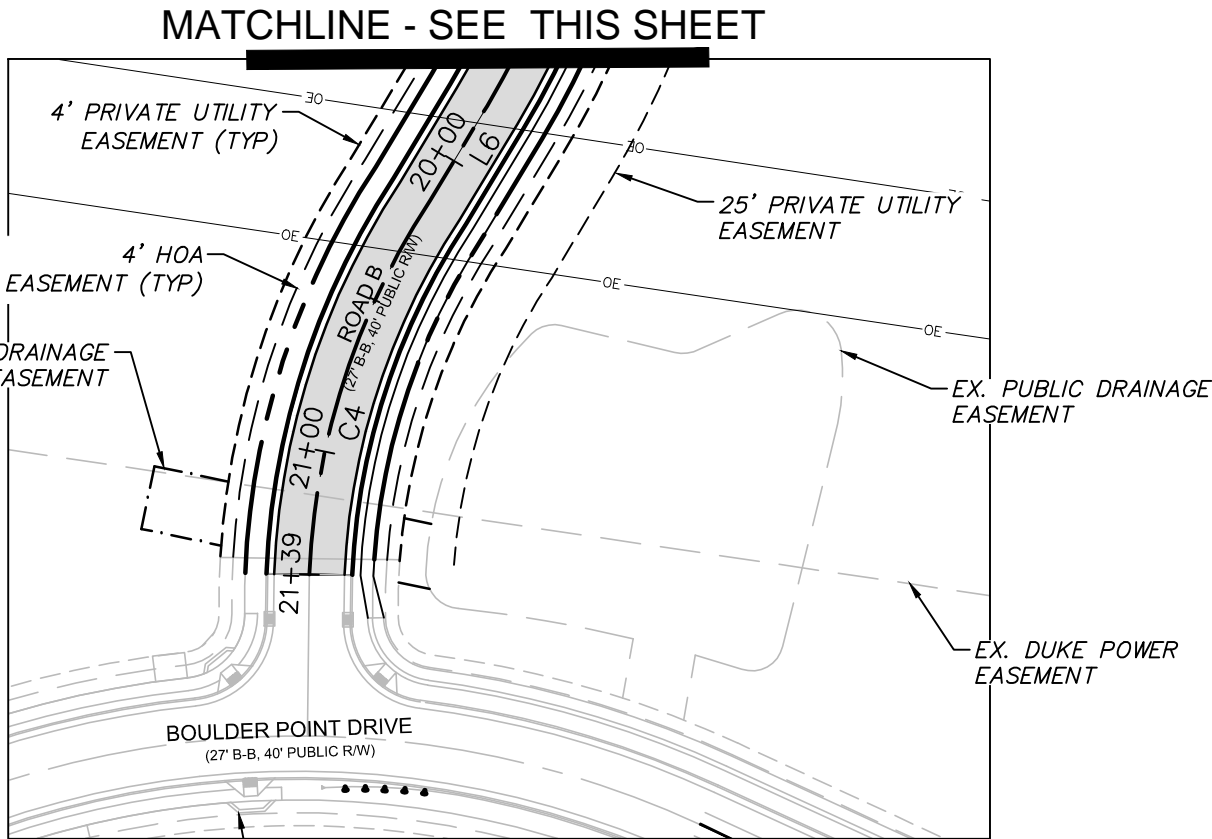 MATCHLINE - SEE THIS SHEET
OE
4' PRIVATE UTILITY
EASEMENT (TYP)
20+00
L6
OE
25' PRIVATE UTILITY
EASEMENT
OE
4' HOA
EASEMENT (TYP)
ROAD B
(27' B-B, 40' PUBLIC R/W)
OE
OE
DRAINAGE
EASEMENT
EX. PUBLIC DRAINAGE
EASEMENT
21+00
C4
21+39
EX. DUKE POWER
EASEMENT
BOULDER POINT DRIVE
(27' B-B, 40' PUBLIC R/W)